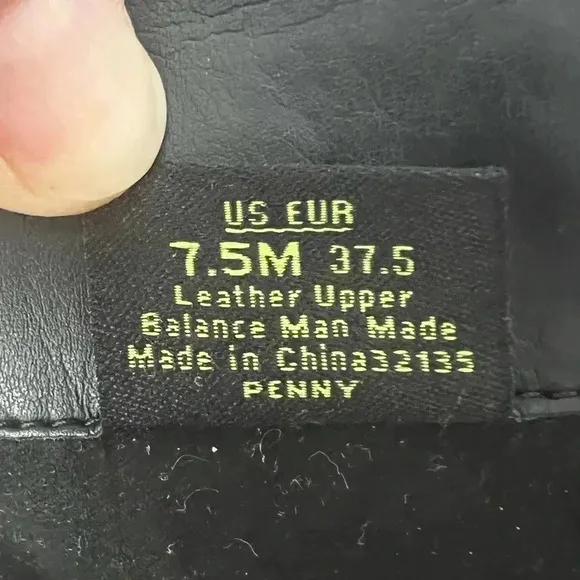 US EUR
7.5M 37.5
Leather Upper
Balance Man Made
Made in China32135
PENNY